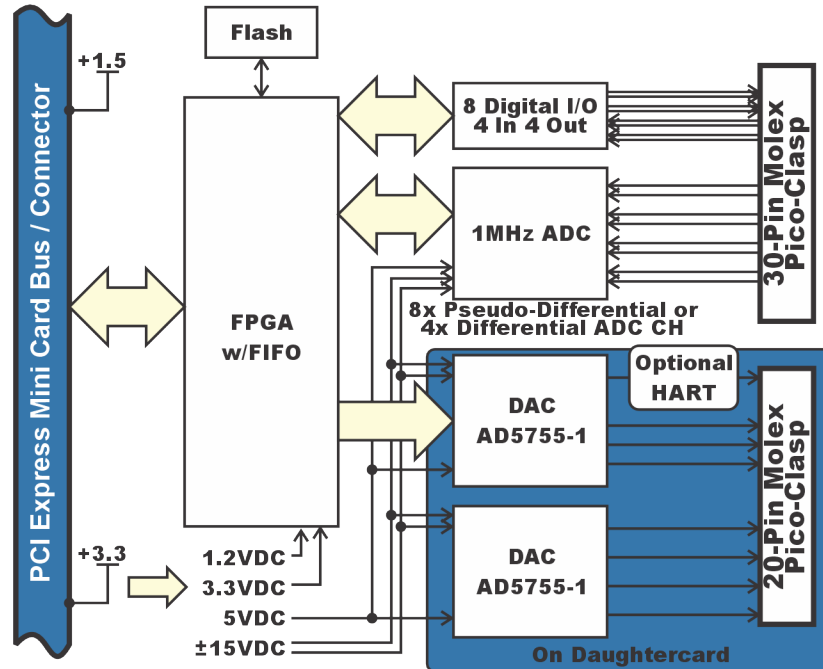 PCI Express Mini Card Bus / Connector
+1.5
+3.3
Flash
FPGA
w/FIFO
8 Digital I/O
4 In 4 Out
1MHz ADC
8x Pseudo-Differential or
4x Differential ADC CH
30-Pin Molex
Pico-Clasp
DAC
AD5755-1
Optional
HART
DAC
AD5755-1
20-Pin Molex
Pico-Clasp
On Daughtercard
1.2VDC
3.3VDC
5VDC
±15VDC